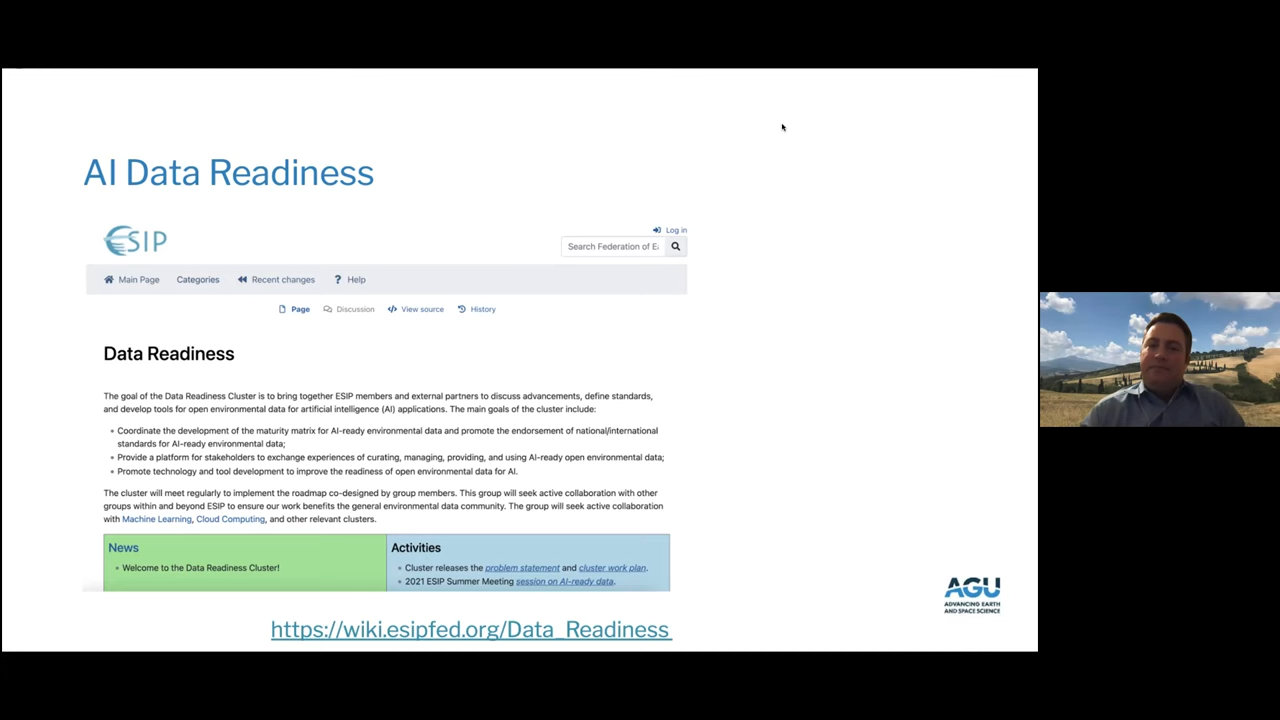 AI Data Readiness
ESIP
Log in
Search Federation of E
Main Page Categories Recent changes ? Help
Page Discussion View source History
Data Readiness
The goal of the Data Readiness Cluster is to bring together ESIP members and external partners to discuss advancements, define standards,
and develop tools for open environmental data for artificial intelligence (AI) applications. The main goals of the cluster include:
• Coordinate the development of the maturity matrix for AI-ready environmental data and promote the endorsement of national/international
standards for AI-ready environmental data;
• Provide a platform for stakeholders to exchange experiences of curating, managing, providing, and using AI-ready open environmental data;
• Promote technology and tool development to improve the readiness of open environmental data for AI.
The cluster will meet regularly to implement the roadmap co-designed by group members. This group will seek active collaboration with other
groups within and beyond ESIP to ensure our work benefits the general environmental data community. The group will seek active collaboration
with Machine Learning, Cloud Computing, and other relevant clusters.
News
• Welcome to the Data Readiness Cluster!
Activities
• Cluster releases the problem statement and cluster work plan.
• 2021 ESIP Summer Meeting session on AI-ready data.
AGU
ADVANCING EARTH
AND SPACE SCIENCE
https://wiki.esipfed.org/Data_Readiness